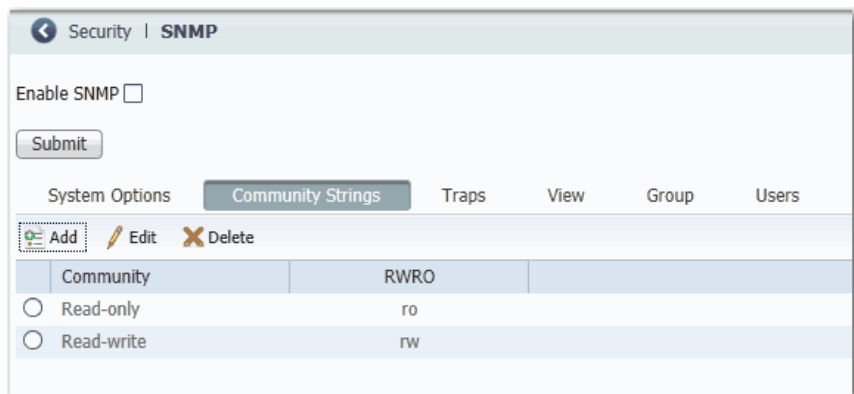 Security | SNMP
Enable SNMP
Submit
System Options Community Strings Traps View Group Users
Add Edit Delete
Community RWRO
Read-only ro
Read-write rw